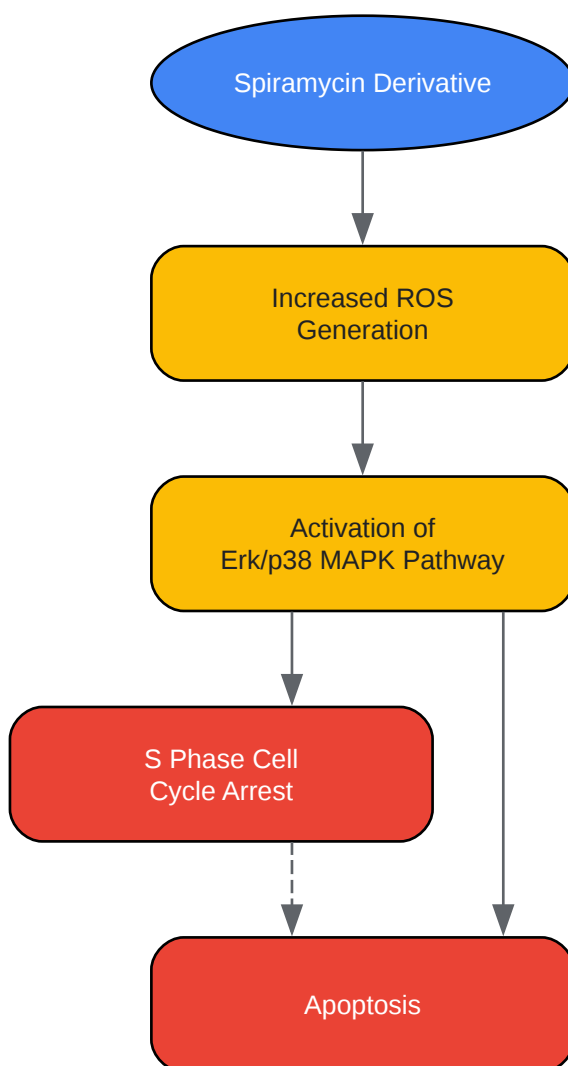 Spiramycin Derivative
Increased ROS
Generation
Activation of
Erk/p38 MAPK Pathway
S Phase Cell
Cycle Arrest
Apoptosis